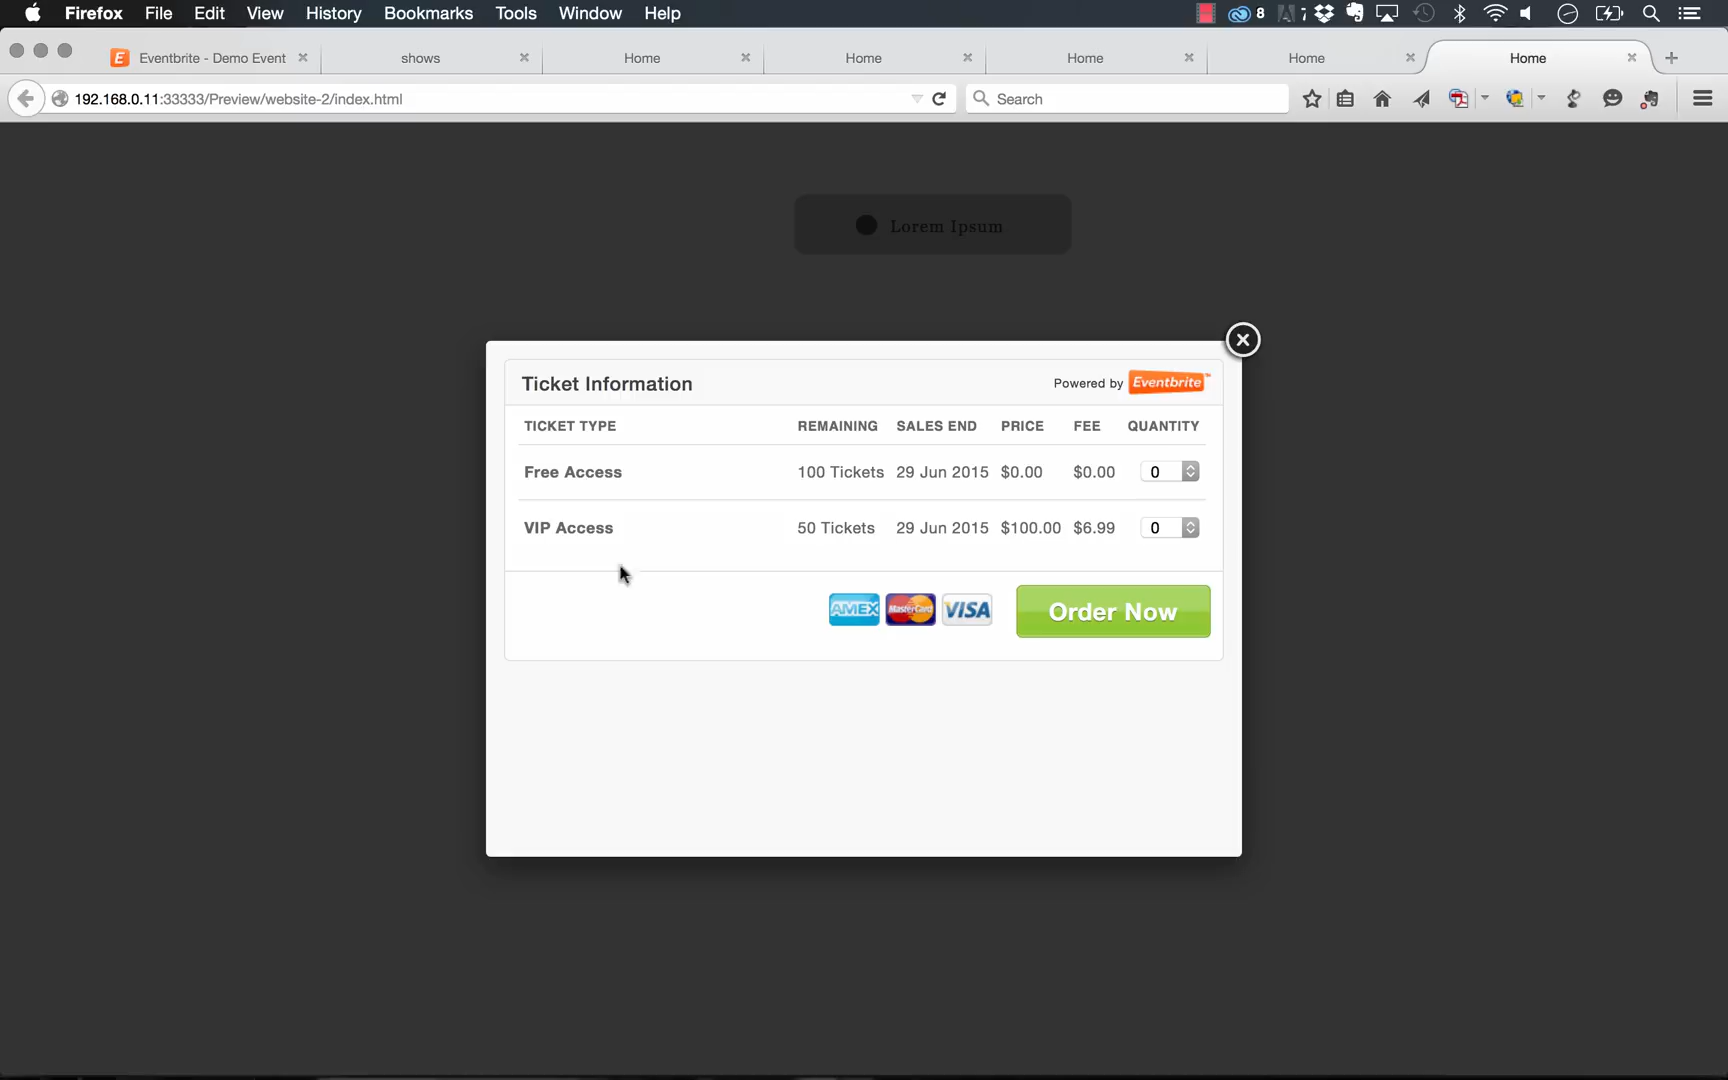 Firefox File Edit View History Bookmarks Tools Window Help 8 7
Eventbrite - Demo Event shows Home Home Home Home Home
192.168.0.11:33333/Preview/website-2/index.html Search
Lorem Ipsum
Ticket Information Powered by Eventbrite™
TICKET TYPE REMAINING SALES END PRICE FEE QUANTITY
Free Access 100 Tickets 29 Jun 2015 $0.00 $0.00 0
VIP Access 50 Tickets 29 Jun 2015 $100.00 $6.99 0
AMEX MasterCard VISA Order Now